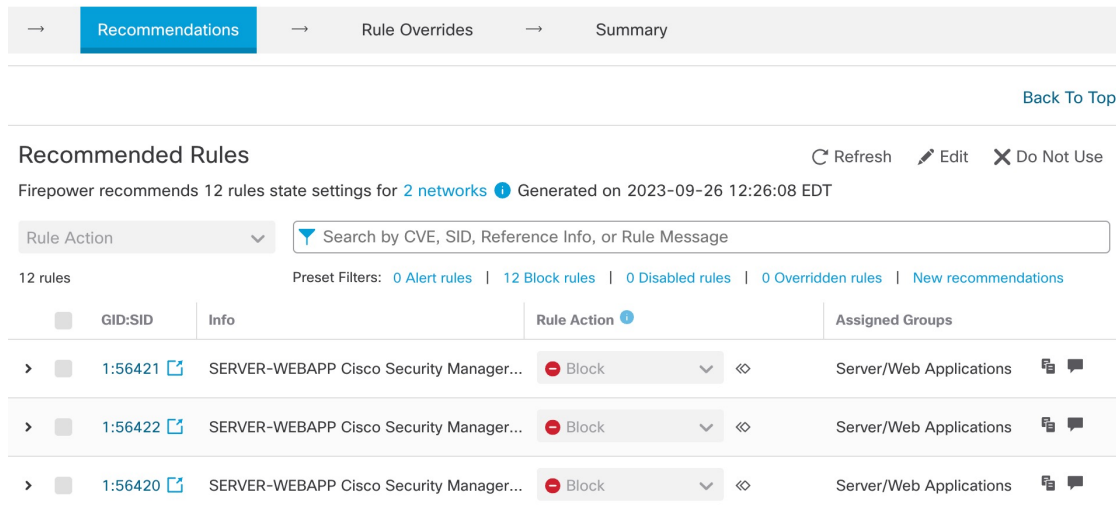 → Recommendations → Rule Overrides → Summary
Back To Top
Recommended Rules Refresh Edit Do Not Use
Firepower recommends 12 rules state settings for 2 networks i Generated on 2023-09-26 12:26:08 EDT
Rule Action Search by CVE, SID, Reference Info, or Rule Message
12 rules Preset Filters: 0 Alert rules | 12 Block rules | 0 Disabled rules | 0 Overridden rules | New recommendations
GID:SID Info Rule Action i Assigned Groups
1:56421 SERVER-WEBAPP Cisco Security Manager... Block Server/Web Applications
1:56422 SERVER-WEBAPP Cisco Security Manager... Block Server/Web Applications
1:56420 SERVER-WEBAPP Cisco Security Manager... Block Server/Web Applications